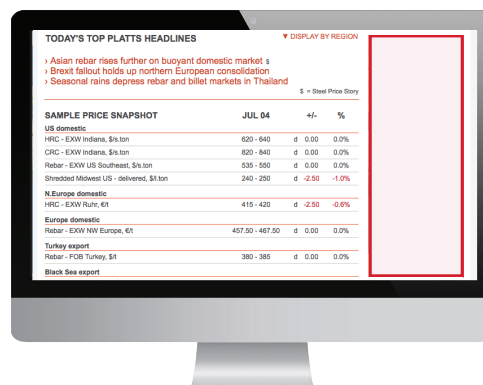 TODAY'S TOP PLATTS HEADLINES
▼ DISPLAY BY REGION
› Asian rebar rises further on buoyant domestic market $
› Brexit fallout holds up northern European consolidation
› Seasonal rains depress rebar and billet markets in Thailand
$ = Steel Price Story
SAMPLE PRICE SNAPSHOT JUL 04 +/- %
US domestic
HRC - EXW Indiana, $/s.ton 620 - 640 d 0.00 0.0%
CRC - EXW Indiana, $/s.ton 820 - 840 d 0.00 0.0%
Rebar - EXW US Southeast, $/s.ton 535 - 550 d 0.00 0.0%
Shredded Midwest US - delivered, $/l.ton 240 - 250 d -2.50 -1.0%
N.Europe domestic
HRC - EXW Ruhr, €/t 415 - 420 d -2.50 -0.6%
Europe domestic
Rebar - EXW NW Europe, €/t 457.50 - 467.50 d 0.00 0.0%
Turkey export
Rebar - FOB Turkey, $/t 380 - 385 d 0.00 0.0%
Black Sea export